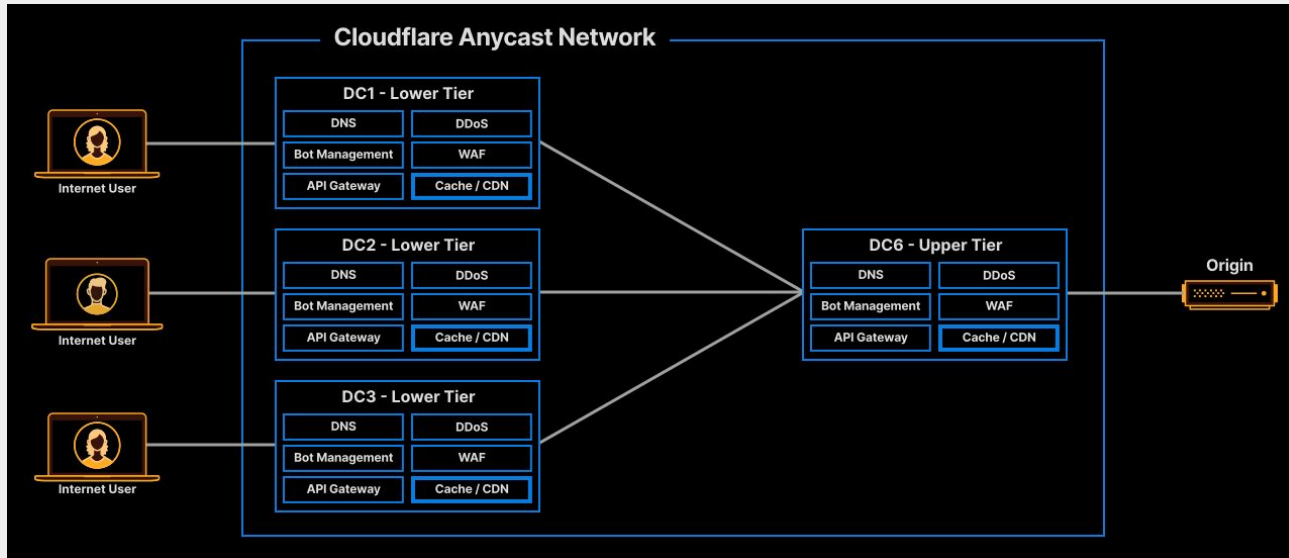 Cloudflare Anycast Network
DC1 - Lower Tier
DNS
DDoS
Bot Management
WAF
API Gateway
Cache / CDN
Internet User
DC2 - Lower Tier
DNS
DDoS
Bot Management
WAF
API Gateway
Cache / CDN
Internet User
DC3 - Lower Tier
DNS
DDoS
Bot Management
WAF
API Gateway
Cache / CDN
Internet User
DC6 - Upper Tier
DNS
DDoS
Bot Management
WAF
API Gateway
Cache / CDN
Origin